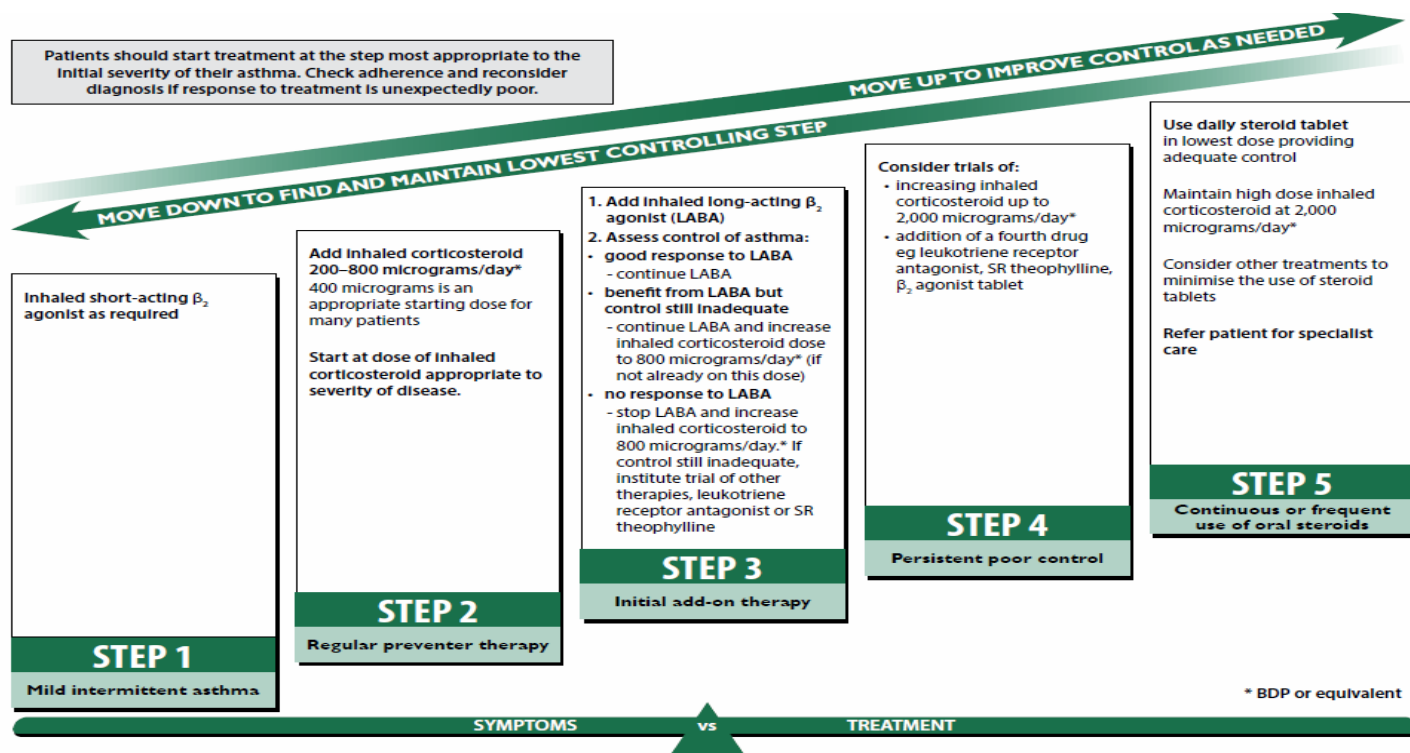 Patients should start treatment at the step most appropriate to the
initial severity of their asthma. Check adherence and reconsider
diagnosis if response to treatment is unexpectedly poor.
MOVE UP TO IMPROVE CONTROL AS NEEDED
MOVE DOWN TO FIND AND MAINTAIN LOWEST CONTROLLING STEP
Inhaled short-acting β₂
agonist as required
STEP 1
Mild intermittent asthma
Add inhaled corticosteroid
200–800 micrograms/day*
400 micrograms is an
appropriate starting dose for
many patients
Start at dose of inhaled
corticosteroid appropriate to
severity of disease.
STEP 2
Regular preventer therapy
1. Add inhaled long-acting β₂
agonist (LABA)
2. Assess control of asthma:
• good response to LABA
- continue LABA
• benefit from LABA but
control still inadequate
- continue LABA and increase
inhaled corticosteroid dose
to 800 micrograms/day* (if
not already on this dose)
• no response to LABA
- stop LABA and increase
inhaled corticosteroid to
800 micrograms/day.* If
control still inadequate,
institute trial of other
therapies, leukotriene
receptor antagonist or SR
theophylline
STEP 3
Initial add-on therapy
Consider trials of:
• increasing inhaled
corticosteroid up to
2,000 micrograms/day*
• addition of a fourth drug
eg leukotriene receptor
antagonist, SR theophylline,
β₂ agonist tablet
STEP 4
Persistent poor control
Use daily steroid tablet
in lowest dose providing
adequate control
Maintain high dose inhaled
corticosteroid at 2,000
micrograms/day*
Consider other treatments to
minimise the use of steroid
tablets
Refer patient for specialist
care
STEP 5
Continuous or frequent
use of oral steroids
* BDP or equivalent
SYMPTOMS vs TREATMENT